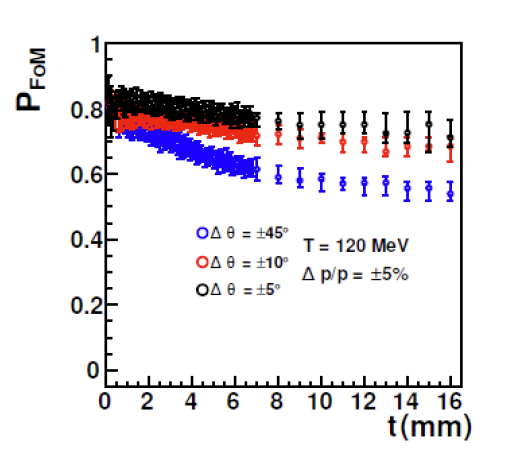 P_FoM
1
0.8
0.6
0.4
0.2
0
Δ θ = ±45°
Δ θ = ±10°
Δ θ = ±5°
T = 120 MeV
Δ p/p = ±5%
0 2 4 6 8 10 12 14 16
t (mm)